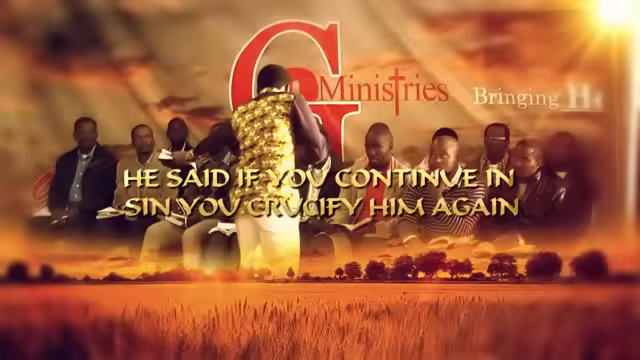 G
Ministries
Bringing
HE SAID IF YOU CONTINUE IN
SIN YOU CRUCIFY HIM AGAIN